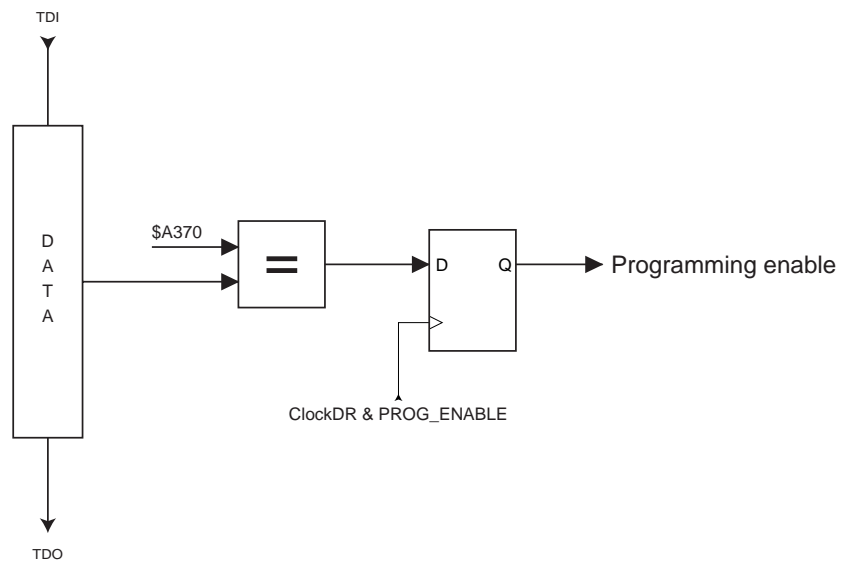 TDI
D
A
T
A
$A370
=
D
Q
Programming enable
ClockDR & PROG_ENABLE
TDO